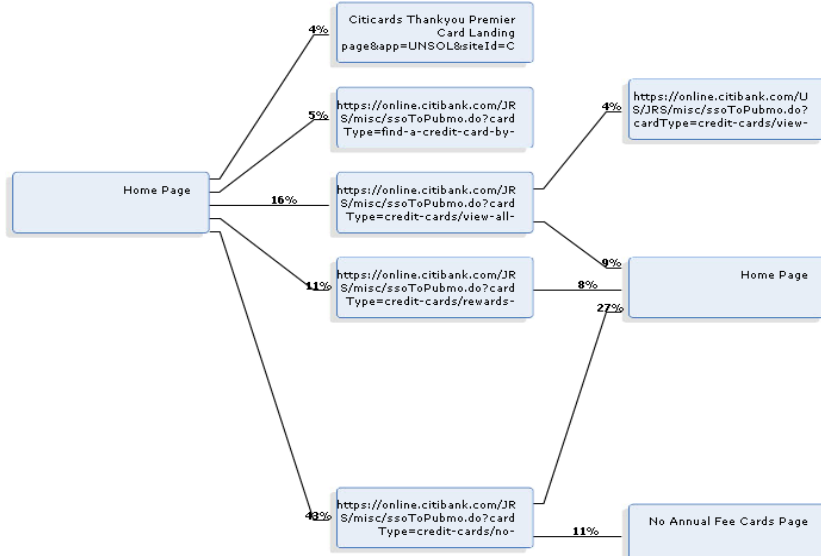 Citicards Thankyou Premier
Card Landing
page&app=UNSOL&siteId=C
4%
https://online.citibank.com/JR
S/misc/ssoToPubmo.do?card
Type=find-a-credit-card-by-
5%
https://online.citibank.com/U
S/JRS/misc/ssoToPubmo.do?
cardType=credit-cards/view-
4%
Home Page
16%
https://online.citibank.com/JR
S/misc/ssoToPubmo.do?card
Type=credit-cards/view-all-
9%
https://online.citibank.com/JR
S/misc/ssoToPubmo.do?card
Type=credit-cards/rewards-
11%
8%
Home Page
27%
https://online.citibank.com/JR
S/misc/ssoToPubmo.do?card
Type=credit-cards/no-
43%
11%
No Annual Fee Cards Page